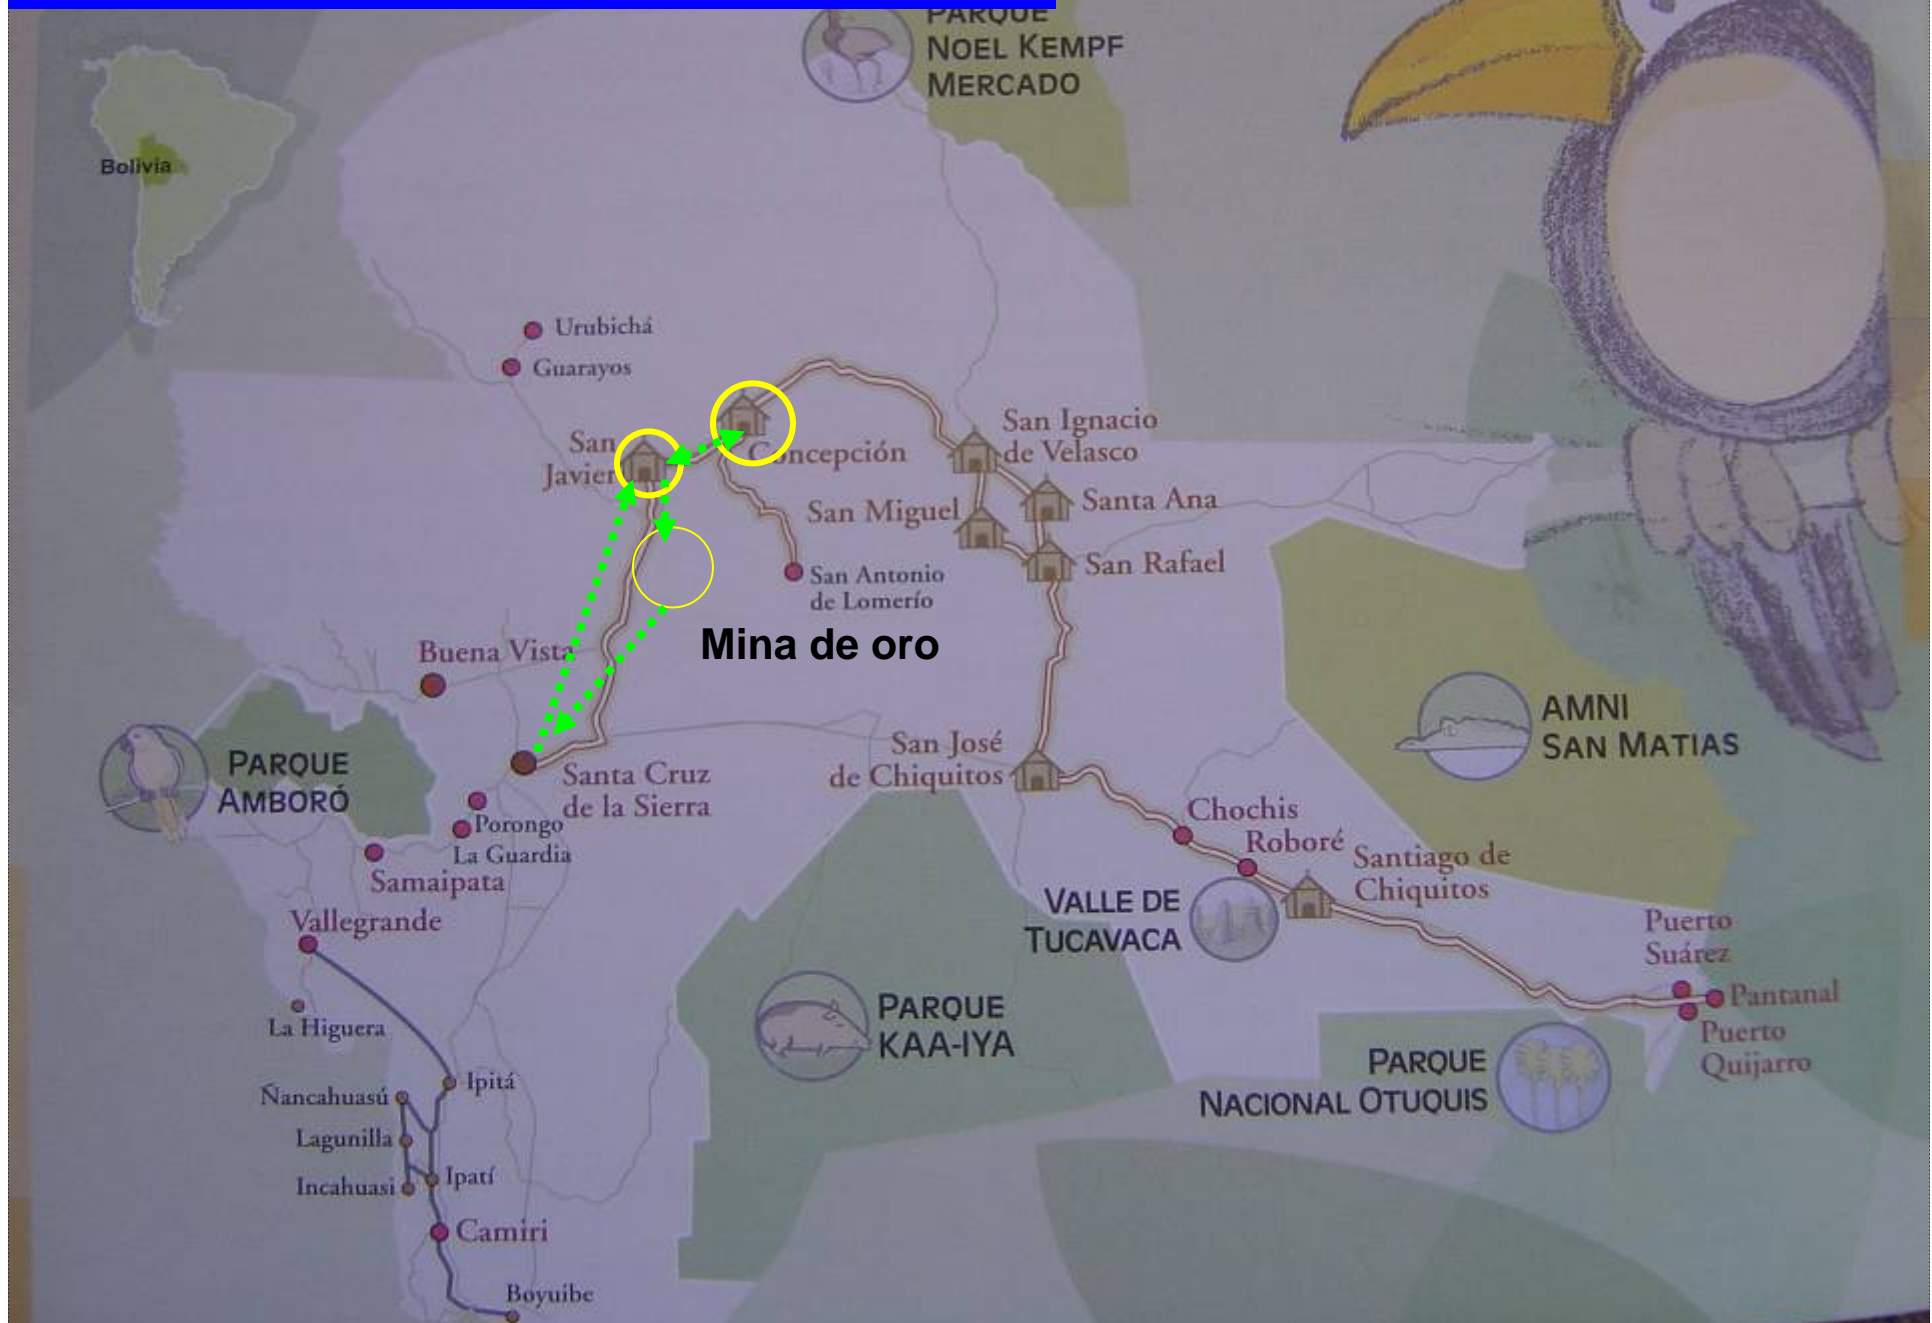 PARQUE
NOEL KEMPF
MERCADO
Bolivia
Urubichá
Guarayos
San
Javier
Concepción
San Ignacio
de Velasco
Santa Ana
San Miguel
San Rafael
San Antonio
de Lomerío
Mina de oro
Buena Vista
PARQUE
AMBORÓ
Santa Cruz
de la Sierra
San José
de Chiquitos
AMNI
SAN MATIAS
Porongo
La Guardia
Samaipata
Chochis
Roboré
Santiago de
Chiquitos
VALLE DE
TUCAVACA
Vallegrande
La Higuera
Puerto
Suárez
Pantanal
Puerto
Quijarro
PARQUE
KAA-IYA
PARQUE
NACIONAL OTUQUIS
Ñancahuasú
Ipitá
Lagunilla
Incahuasi
Ipatí
Camiri
Boyuibe